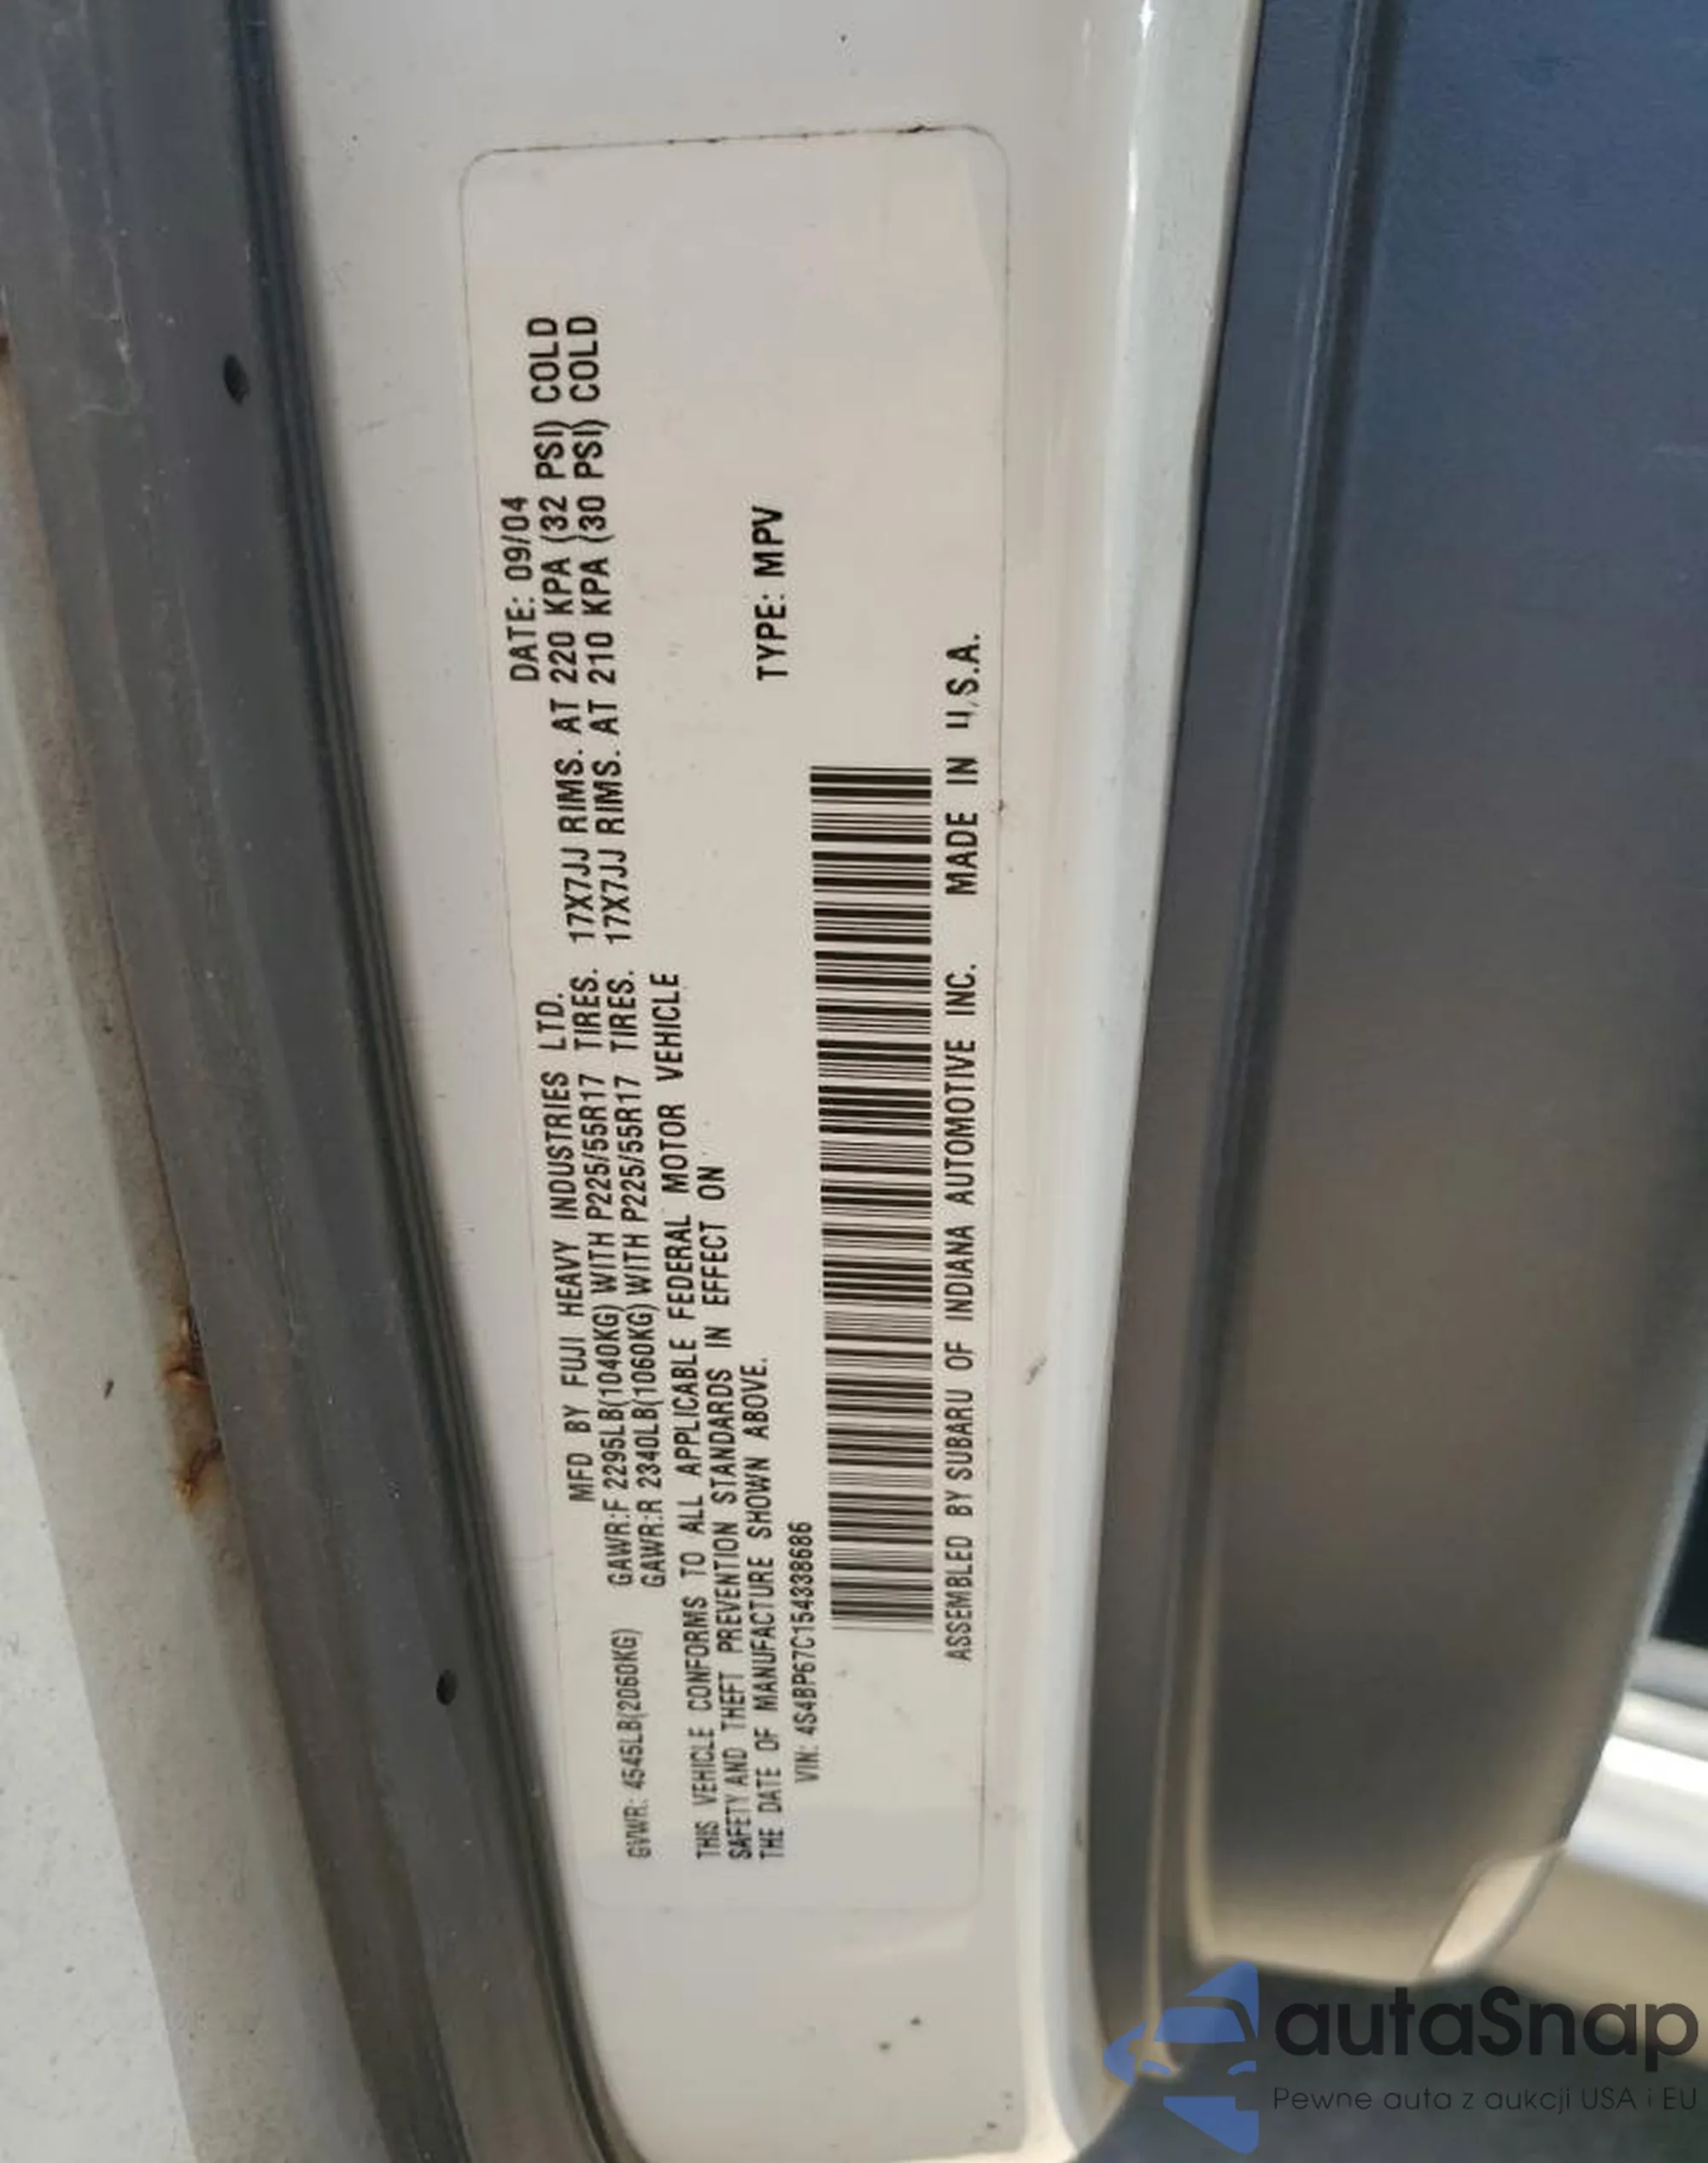 MFD BY FUJI HEAVY INDUSTRIES LTD. DATE: 09/04
GVWR: 4545LB(2060KG) GAWR:F 2295LB(1040KG) WITH P225/55R17 TIRES. 17X7JJ RIMS. AT 220 KPA (32 PSI) COLD
GAWR:R 2340LB(1060KG) WITH P225/55R17 TIRES. 17X7JJ RIMS. AT 210 KPA (30 PSI) COLD
THIS VEHICLE CONFORMS TO ALL APPLICABLE FEDERAL MOTOR VEHICLE
SAFETY AND THEFT PREVENTION STANDARDS IN EFFECT ON
THE DATE OF MANUFACTURE SHOWN ABOVE.
VIN: 4S4BP67C154338686 TYPE: MPV
ASSEMBLED BY SUBARU OF INDIANA AUTOMOTIVE INC. MADE IN U.S.A.
autaSnap
Pewne auta z aukcji USA i EU